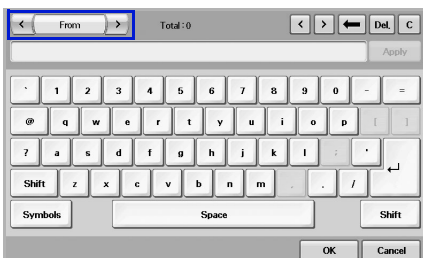 < From > Total : 0 < > ← Del. C
Apply
` 1 2 3 4 5 6 7 8 9 0 - =
@ q w e r t y u i o p [ ]
? a s d f g h j k l ; '
Shift z x c v b n m . . /
Symbols Space Shift
OK Cancel